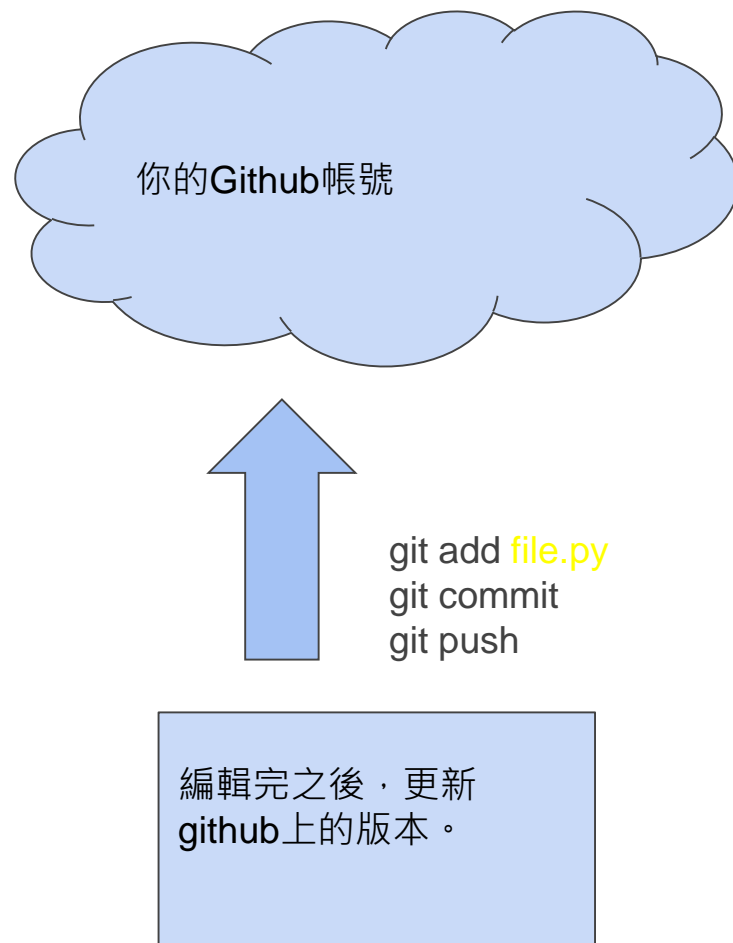 你的Github帳號
git add file.py
git commit
git push
編輯完之後，更新
github上的版本。